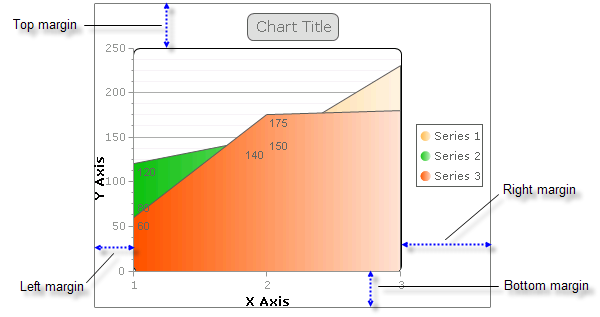 Top margin
Chart Title
250
200
175
150
150
140
120
100
80
60
50
0
1
2
3
Y Axis
X Axis
Series 1
Series 2
Series 3
Right margin
Left margin
Bottom margin